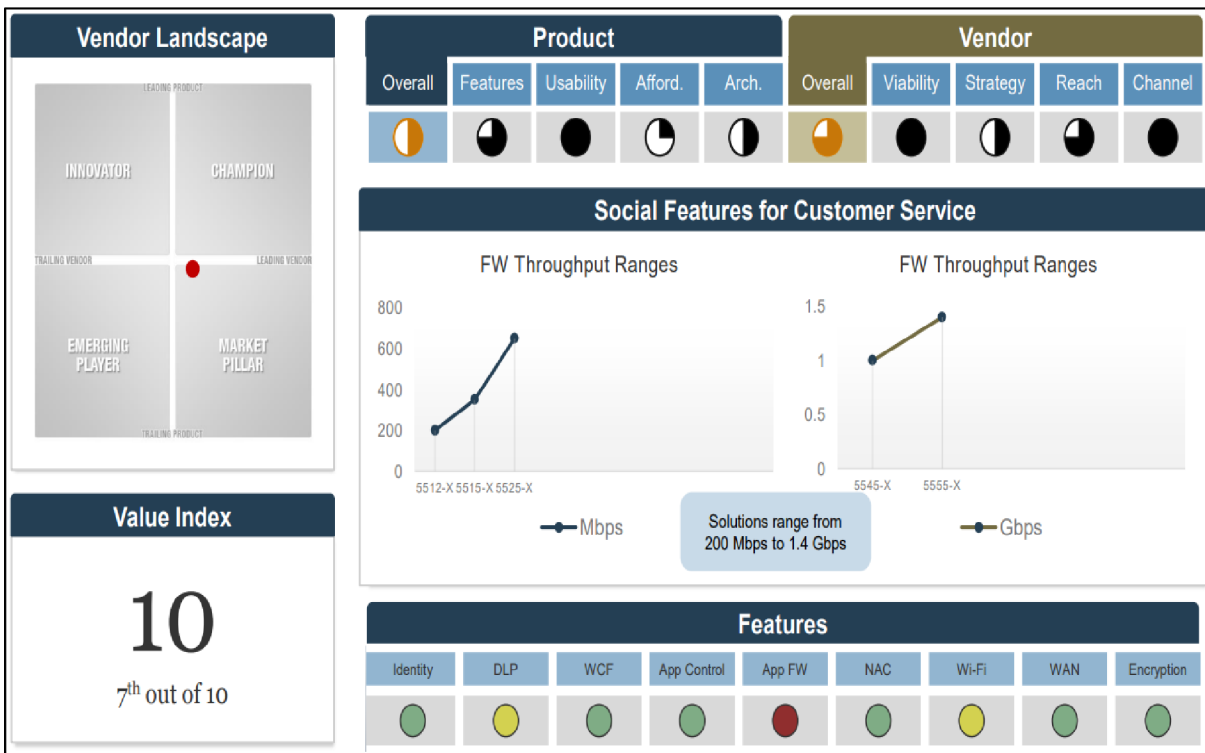 Vendor Landscape
LEADING PRODUCT
INNOVATOR
CHAMPION
TRAILING VENDOR
LEADING VENDOR
EMERGING
PLAYER
MARKET
PILLAR
TRAILING PRODUCT
Value Index
10
7th out of 10
Product
Vendor
Overall
Features
Usability
Afford.
Arch.
Overall
Viability
Strategy
Reach
Channel
Social Features for Customer Service
FW Throughput Ranges
800
600
400
200
0
5512-X 5515-X 5525-X
Mbps
FW Throughput Ranges
1.5
1
0.5
0
5545-X
5555-X
Gbps
Solutions range from
200 Mbps to 1.4 Gbps
Features
Identity
DLP
WCF
App Control
App FW
NAC
Wi-Fi
WAN
Encryption